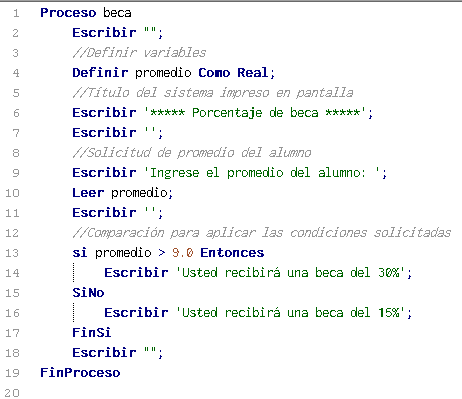 1 Proceso beca
2 Escribir "";
3 //Definir variables
4 Definir promedio Como Real;
5 //Título del sistema impreso en pantalla
6 Escribir '***** Porcentaje de beca *****';
7 Escribir '';
8 //Solicitud de promedio del alumno
9 Escribir 'Ingrese el promedio del alumno: ';
10 Leer promedio;
11 Escribir '';
12 //Comparación para aplicar las condiciones solicitadas
13 si promedio > 9.0 Entonces
14 Escribir 'Usted recibirá una beca del 30%';
15 SiNo
16 Escribir 'Usted recibirá una beca del 15%';
17 FinSi
18 Escribir "";
19 FinProceso
20